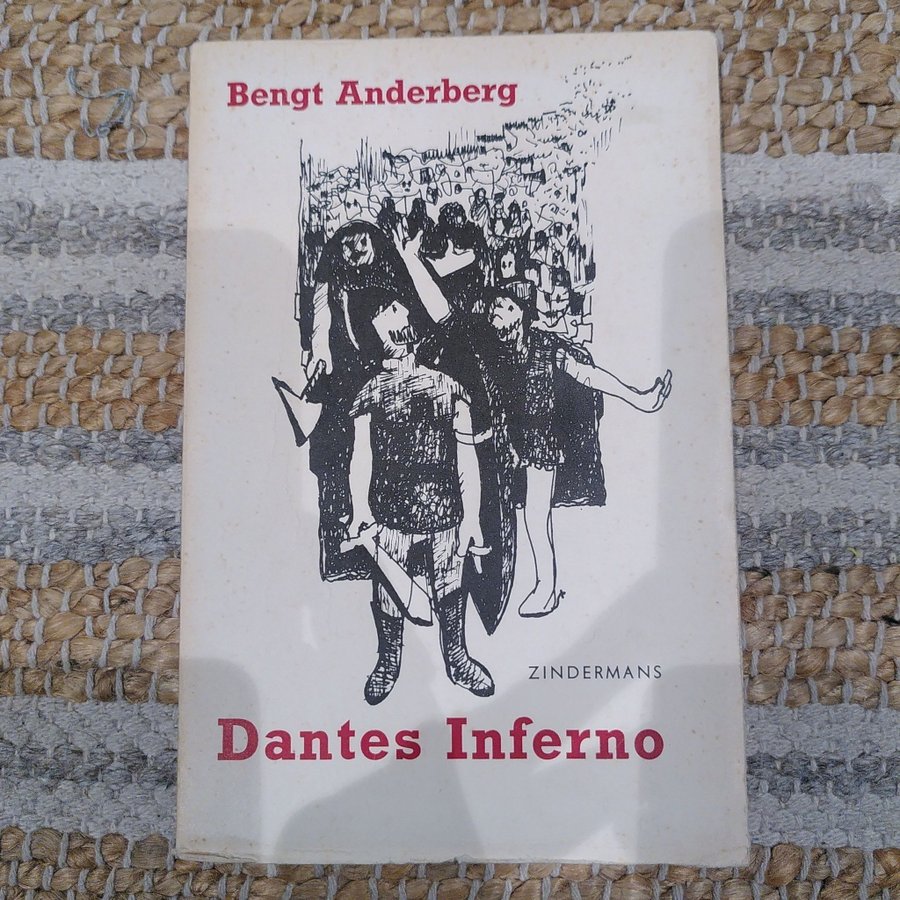 Bengt Anderberg
ZINDERMANS
Dantes Inferno